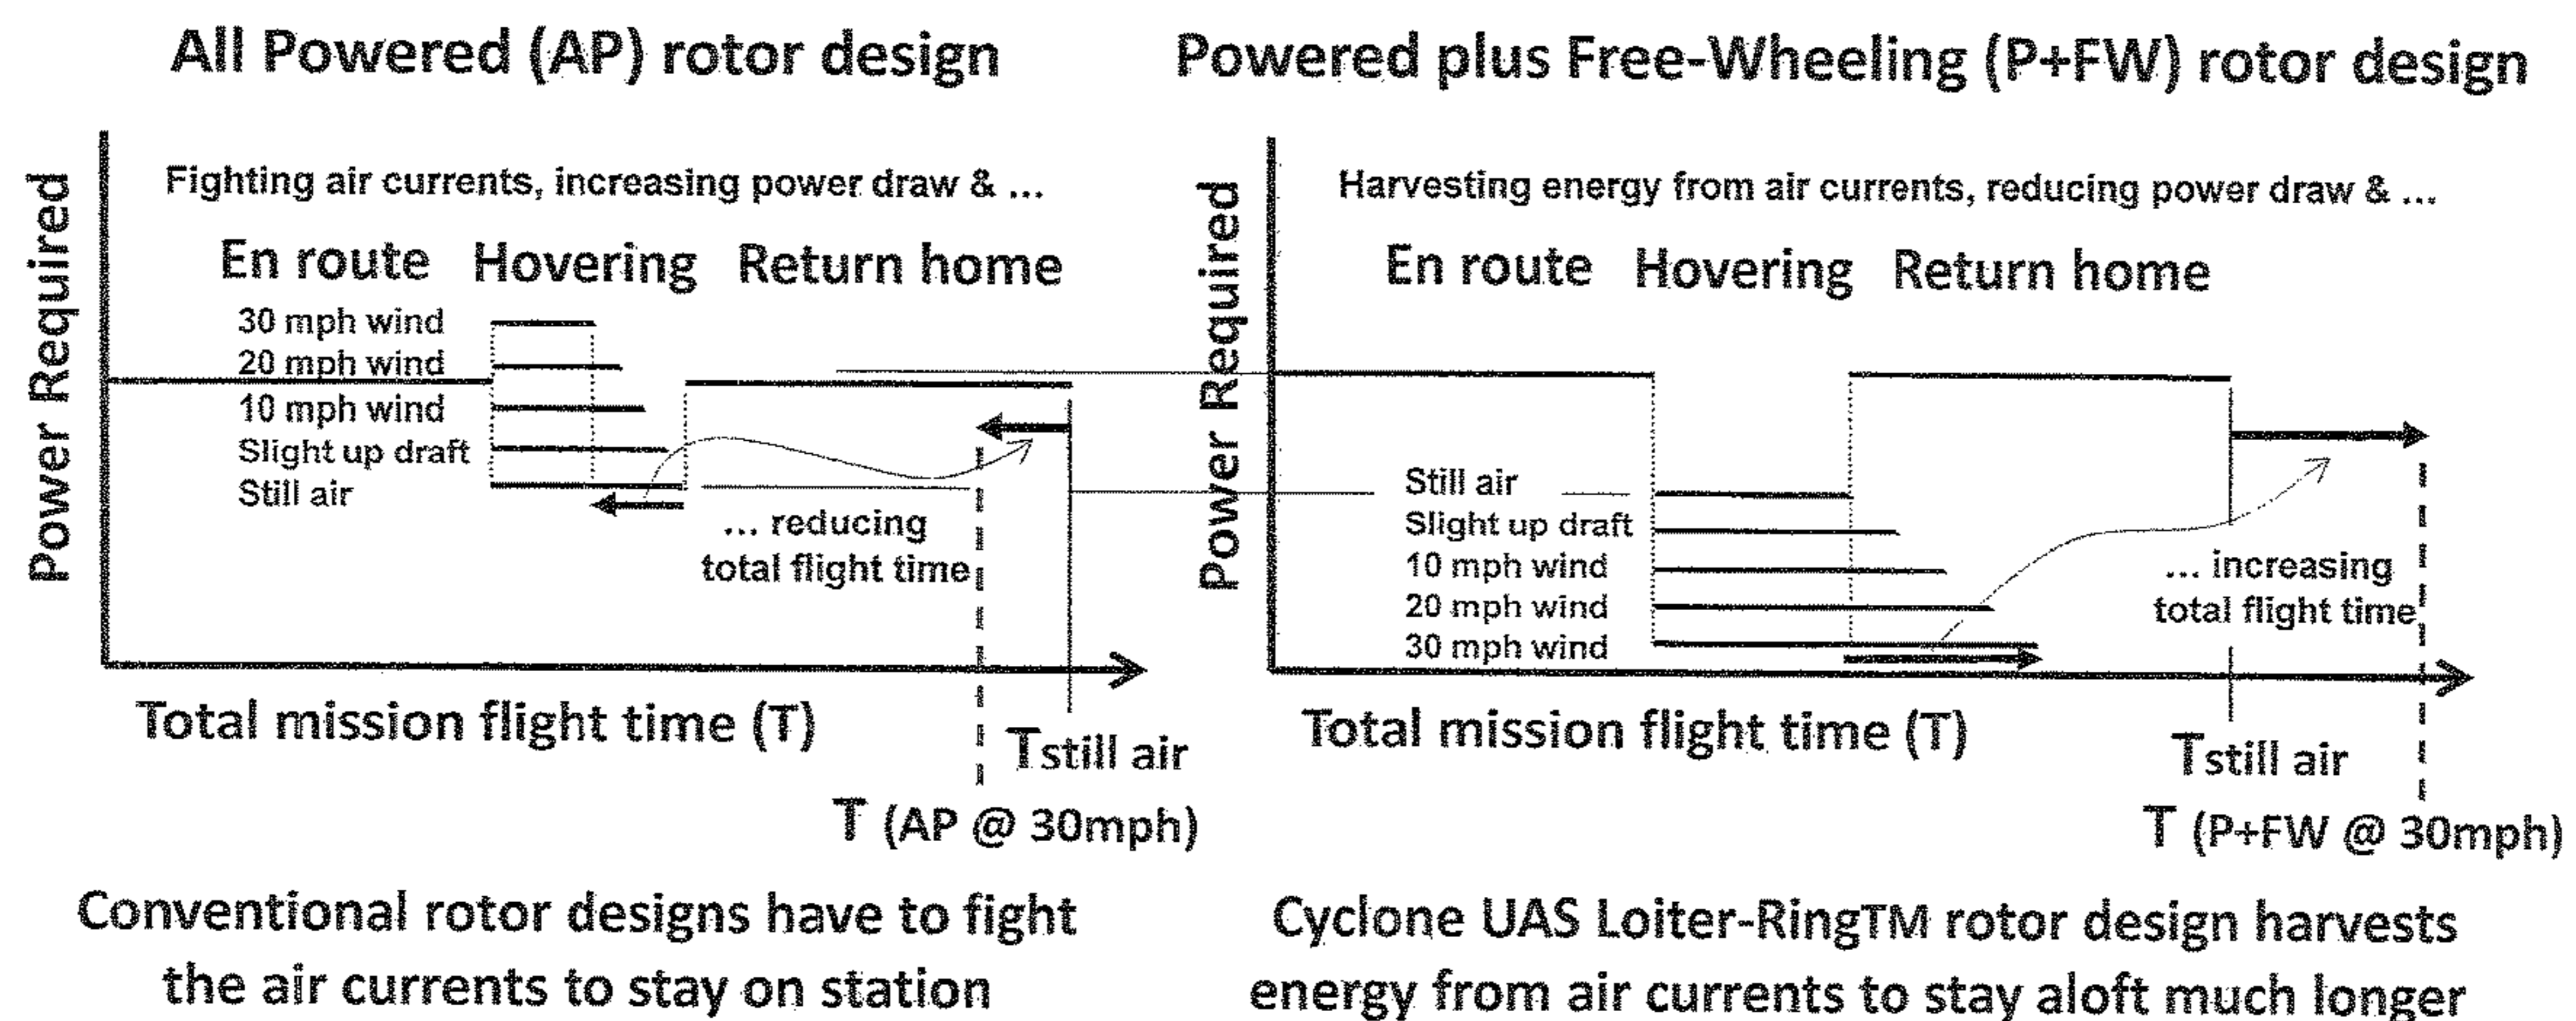 All Powered (AP) rotor design
Power Required
Fighting air currents, increasing power draw & ...
En route Hovering Return home
30 mph wind
20 mph wind
10 mph wind
Slight up draft
Still air
... reducing
total flight time
Total mission flight time (T)
Tstill air
T (AP @ 30mph)
Conventional rotor designs have to fight
the air currents to stay on station
Powered plus Free-Wheeling (P+FW) rotor design
Power Required
Harvesting energy from air currents, reducing power draw & ...
En route Hovering Return home
Still air
Slight up draft
10 mph wind
20 mph wind
30 mph wind
... increasing
total flight time
Total mission flight time (T)
Tstill air
T (P+FW @ 30mph)
Cyclone UAS Loiter-RingTM rotor design harvests
energy from air currents to stay aloft much longer